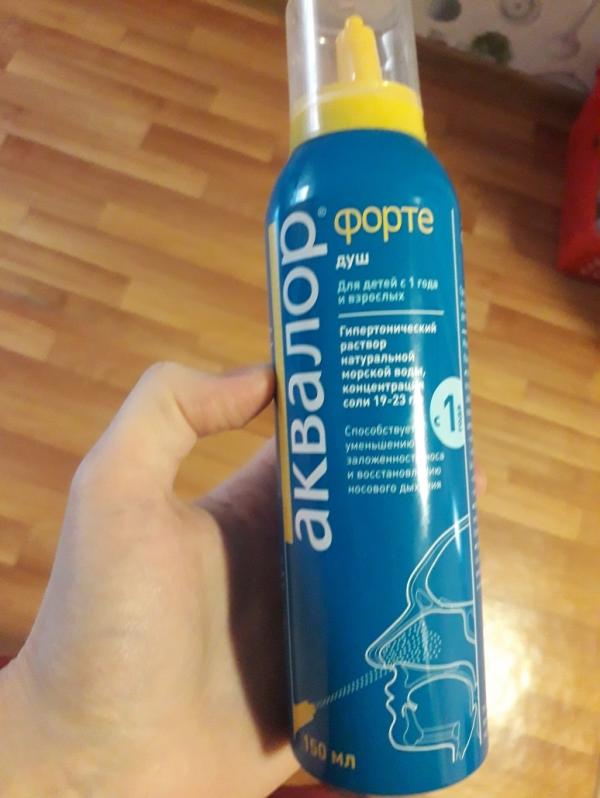 аквалор®
форте
душ
Для детей с 1 года
и взрослых
Гипертонический
раствор
натуральной
морской воды,
концентрация
соли 19-23
Способствует
уменьшению
заложенности носа
и восстановлению
носового дыхания
с 1
года
150 мл